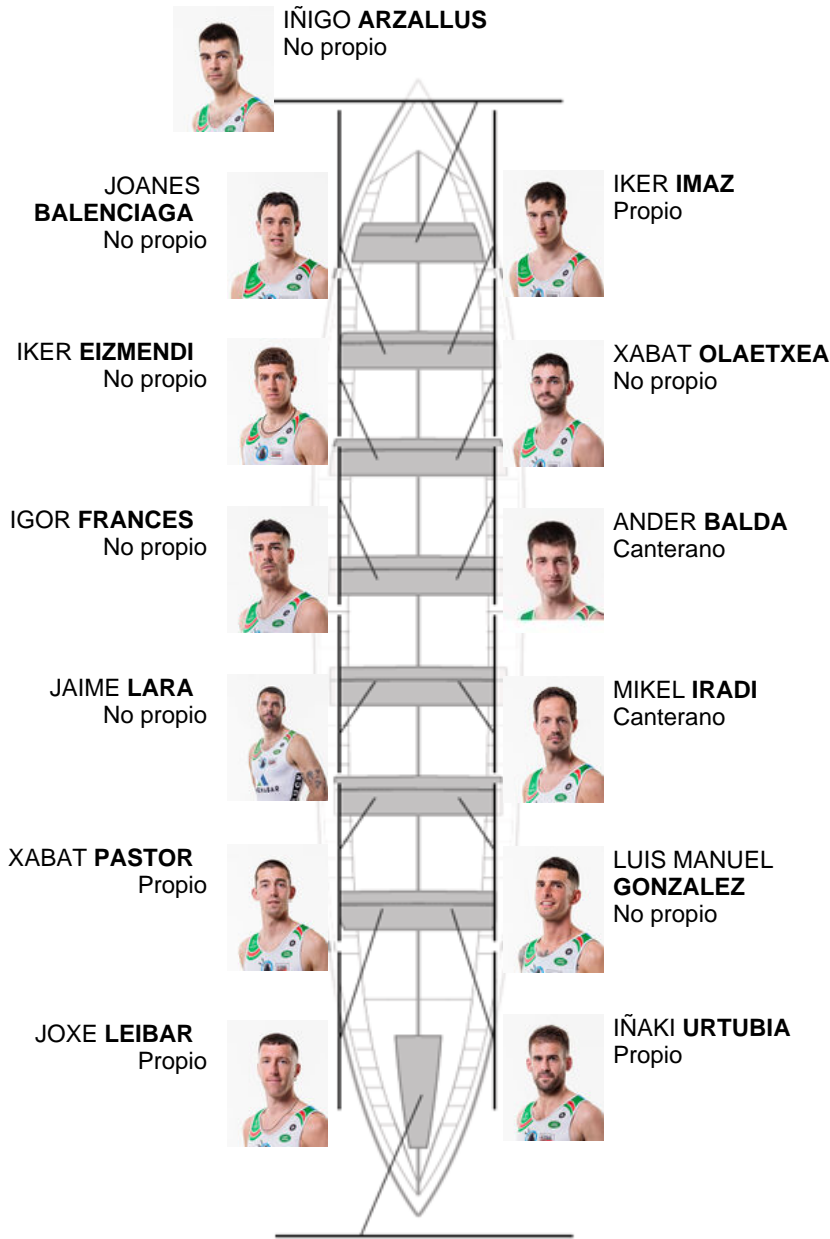 IÑIGO ARZALLUS
No propio
JOANES
BALENCIAGA
No propio
IKER IMAZ
Propio
IKER EIZMENDI
No propio
XABAT OLAETXEA
No propio
IGOR FRANCES
No propio
ANDER BALDA
Canterano
JAIME LARA
No propio
MIKEL IRADI
Canterano
XABAT PASTOR
Propio
LUIS MANUEL
GONZALEZ
No propio
JOXE LEIBAR
Propio
IÑAKI URTUBIA
Propio